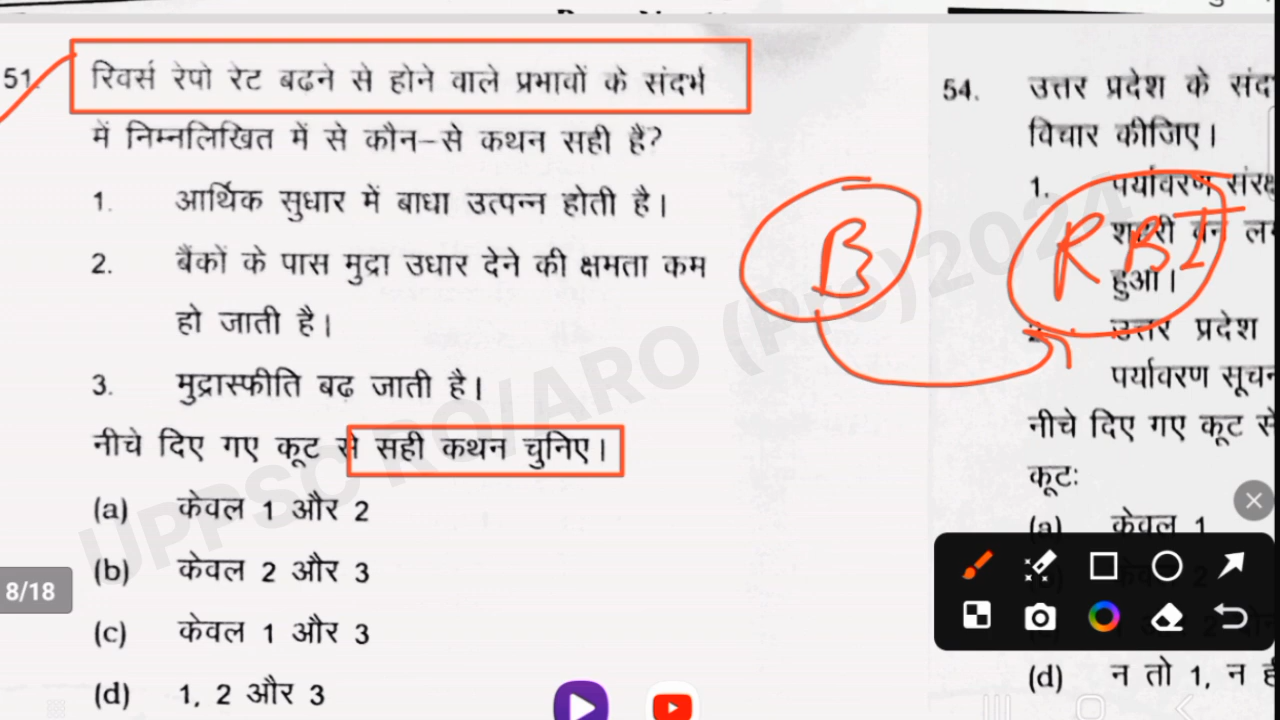 51.
रिवर्स रेपो रेट बढने से होने वाले प्रभावों के संदर्भ
में निम्नलिखित में से कौन-से कथन सही हैं?
1. आर्थिक सुधार में बाधा उत्पन्न होती है।
2. बैंकों के पास मुद्रा उधार देने की क्षमता कम
हो जाती है।
3. मुद्रास्फीति बढ़ जाती है।
नीचे दिए गए कूट से सही कथन चुनिए।
(a) केवल 1 और 2
(b) केवल 2 और 3
(c) केवल 1 और 3
(d) 1, 2 और 3
8/18
B
RBI
UPPSC RO/ARO (Pre) 2024
54. उत्तर प्रदेश के
विचार कीजिए।
1. पर्यावरण
हुआ।
उत्तर प्रदेश
पर्यावरण
नीचे दिए गए कूट से
कूटः
(a) केवल 1
(d) न तो 1, न